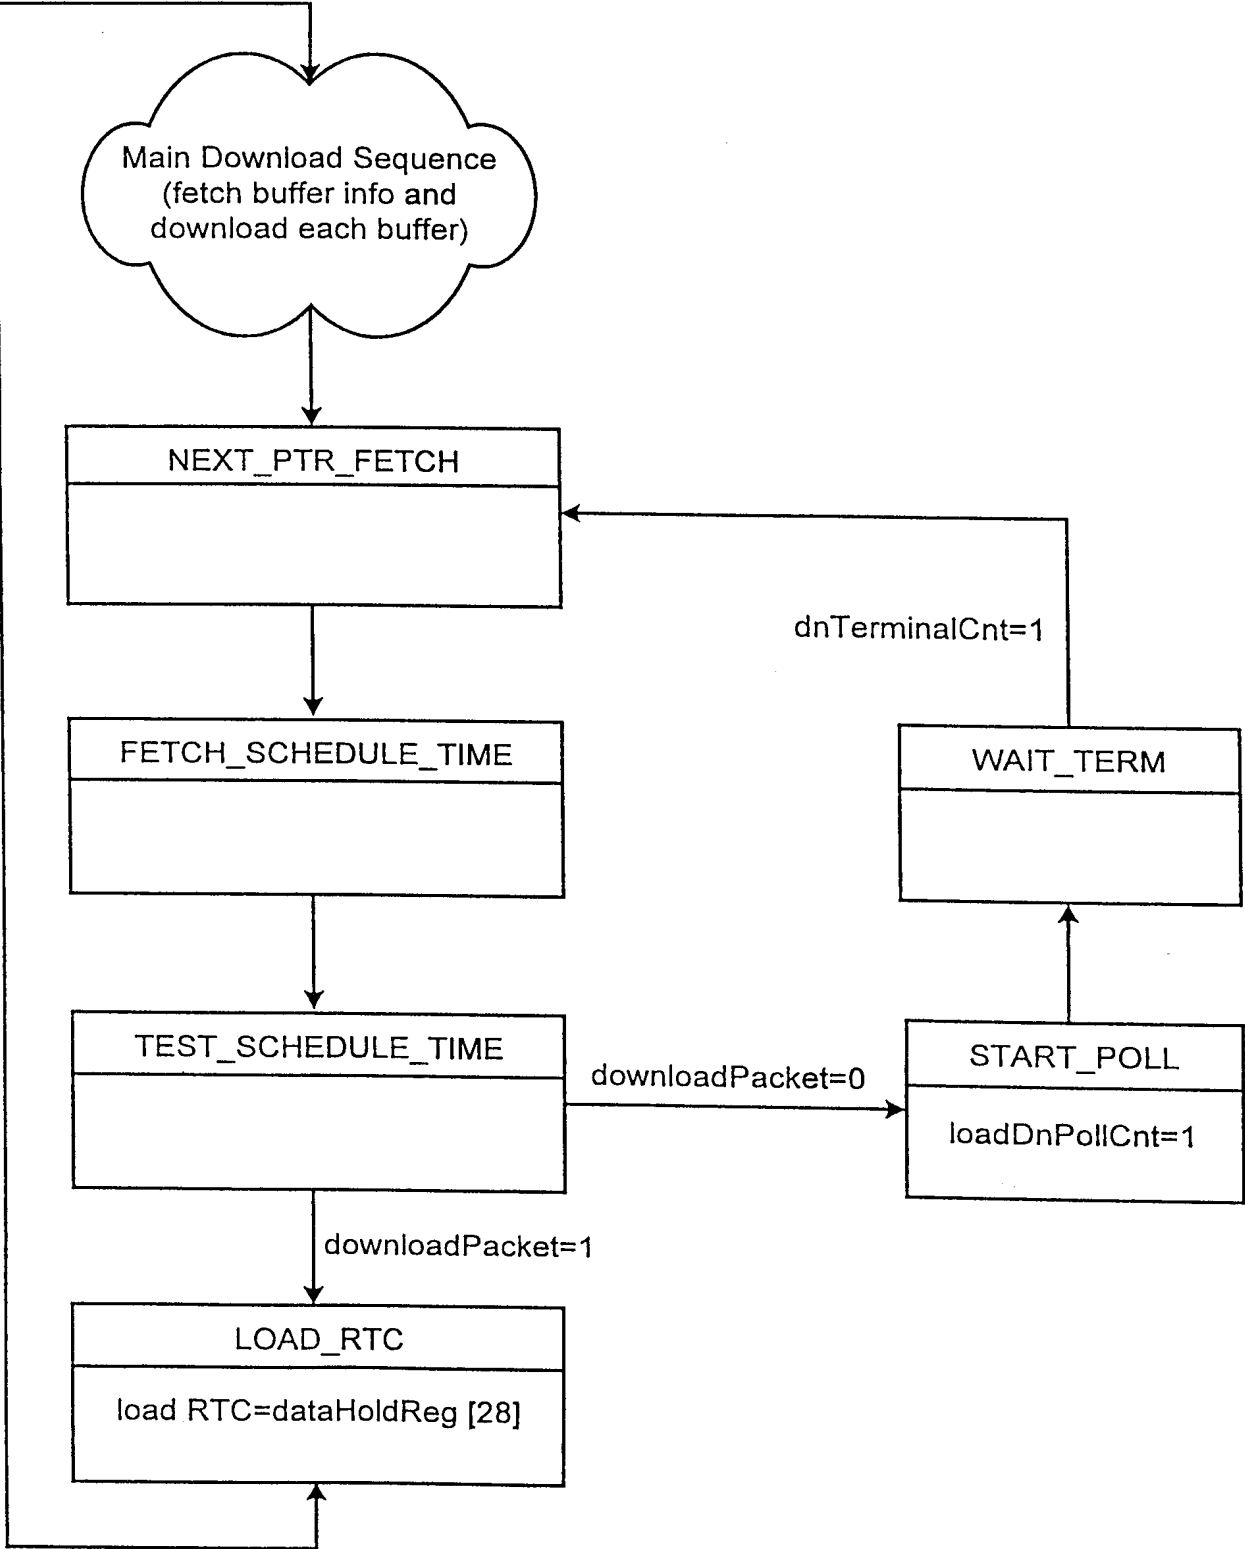 Main Download Sequence
(fetch buffer info and
download each buffer)
NEXT_PTR_FETCH
dnTerminalCnt=1
FETCH_SCHEDULE_TIME
WAIT_TERM
TEST_SCHEDULE_TIME
downloadPacket=0
START_POLL
loadDnPollCnt=1
downloadPacket=1
LOAD_RTC
load RTC=dataHoldReg [28]